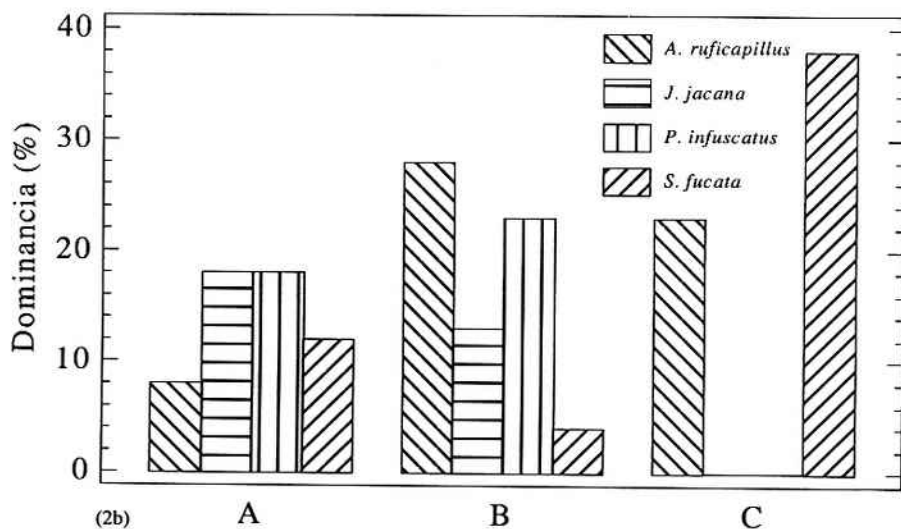 40
30
20
10
0
Dominancia (%)
A. ruficapillus
J. jacana
P. infuscatus
S. fucata
(2b)
A
B
C